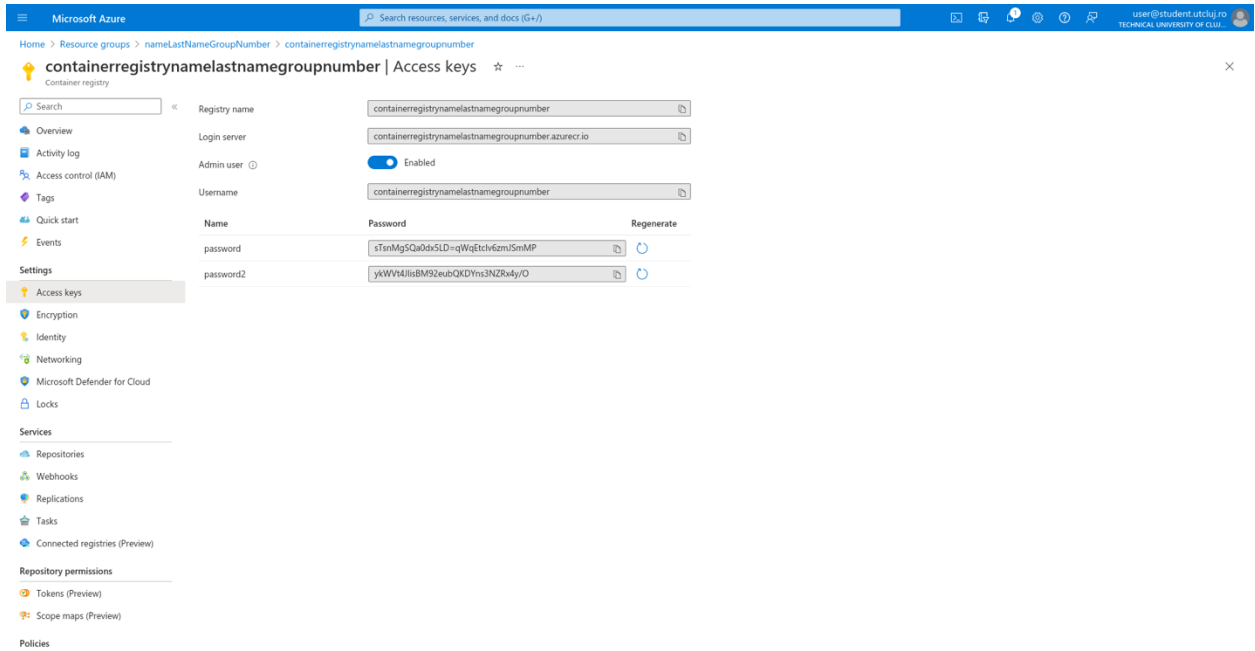 Microsoft Azure
Search resources, services, and docs (G+/)
1
user@student.utcluj.ro
TECHNICAL UNIVERSITY OF CLUJ...
Home > Resource groups > nameLastNameGroupNumber > containerregistrynamelastnamegroupnumber
containerregistrynamelastnamegroupnumber | Access keys ☆ ...
Container registry
Search
Overview
Activity log
Access control (IAM)
Tags
Quick start
Events
Settings
Access keys
Encryption
Identity
Networking
Microsoft Defender for Cloud
Locks
Services
Repositories
Webhooks
Replications
Tasks
Connected registries (Preview)
Repository permissions
Tokens (Preview)
Scope maps (Preview)
Policies
Registry name containerregistrynamelastnamegroupnumber
Login server containerregistrynamelastnamegroupnumber.azurecr.io
Admin user Enabled
Username containerregistrynamelastnamegroupnumber
Name Password Regenerate
password
password2